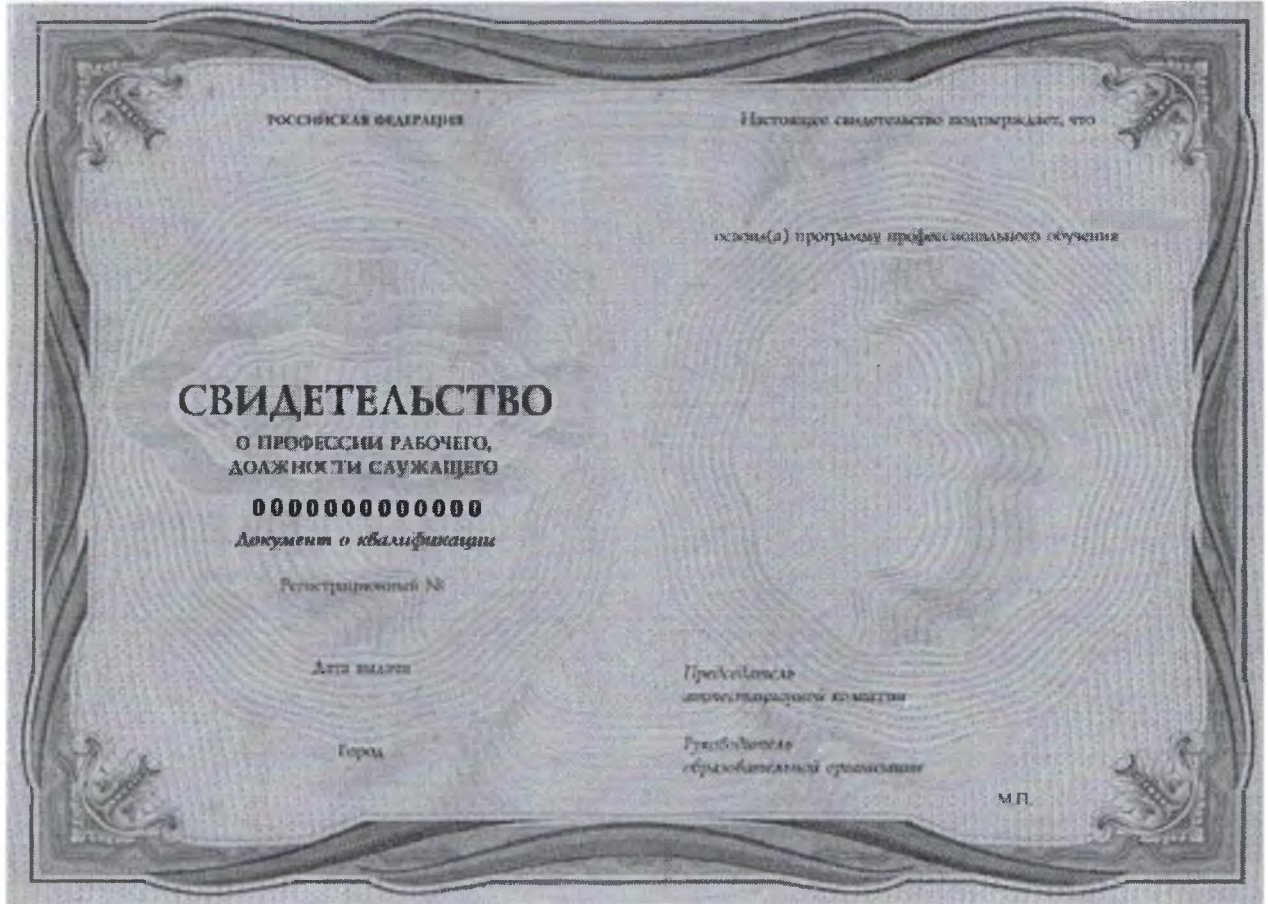 РОССИЙСКАЯ ФЕДЕРАЦИЯ
СВИДЕТЕЛЬСТВО
О ПРОФЕССИИ РАБОЧЕГО,
ДОЛЖНОСТИ СЛУЖАЩЕГО
0000000000000
Документ о квалификации
Регистрационный №
Дата выдачи
Город
Настоящее свидетельство подтверждает, что
освоил(а) программу профессионального обучения
Председатель
аттестационной комиссии
Руководитель
образовательной организации
М.П.